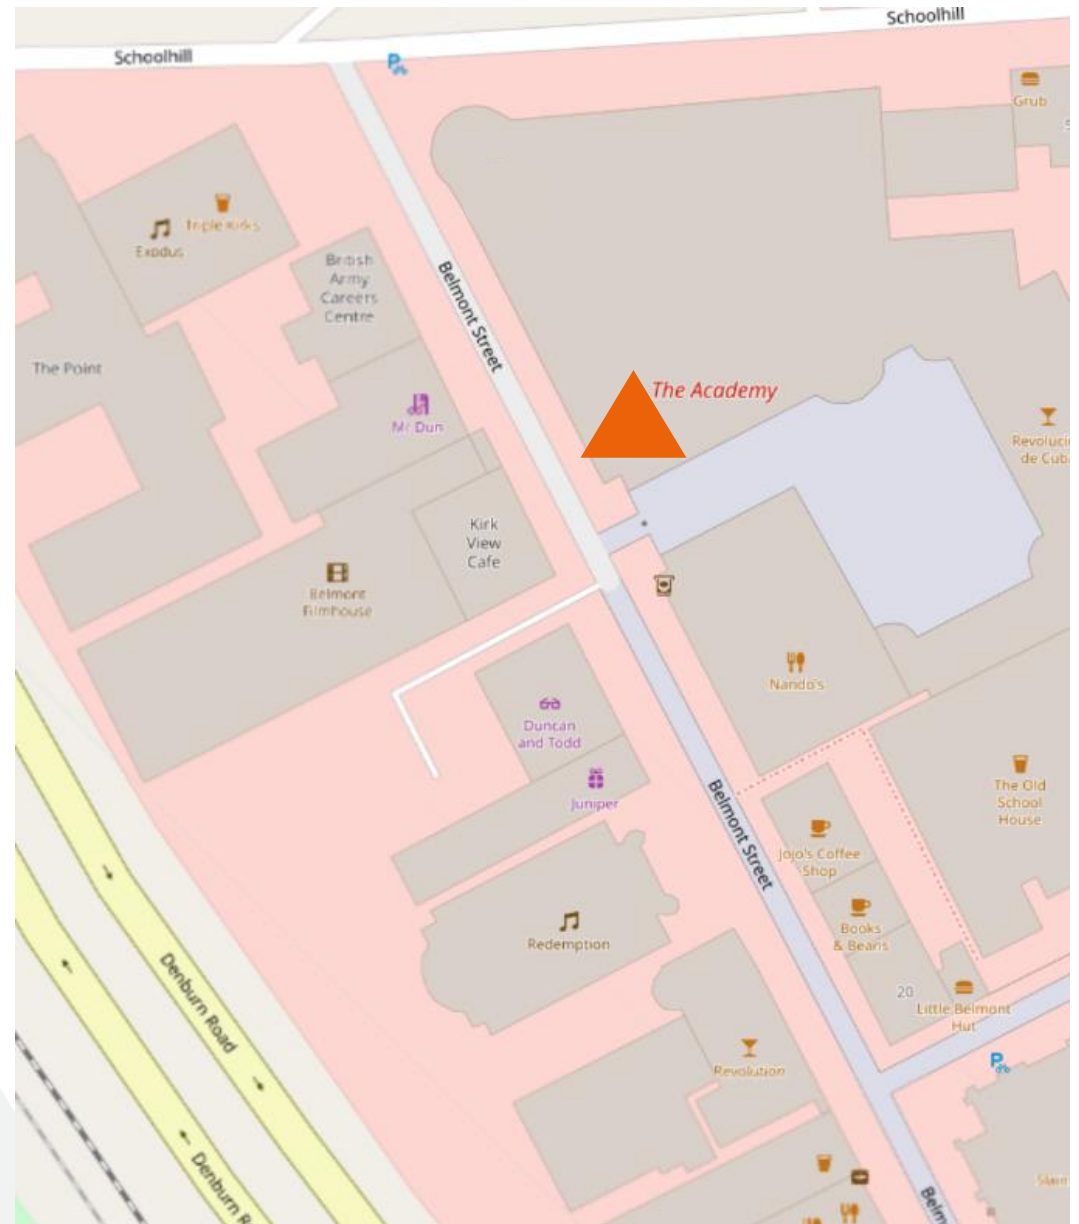 Schoolhill
Schoolhill
Grub
Triple Kirks
Exodus
British
Army
Careers
Centre
Belmont Street
The Point
The Academy
Mr Dun
Kirk
View
Cafe
Belmont
Filmhouse
Nando's
Duncan
and Todd
Juniper
Belmont Street
The Old
School
House
Jojo's Coffee
Shop
Books
& Beans
Redemption
20
Little Belmont
Hut
Denburn Road
Revolution
P
P
de Cub
Denburn R
Belm